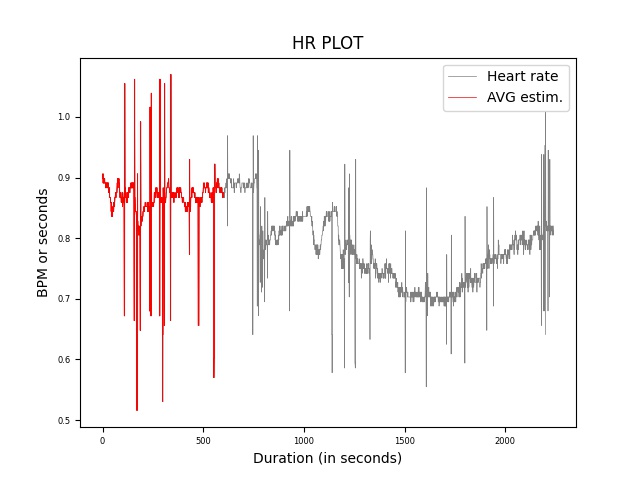 HR PLOT
Heart rate
AVG estim.
BPM or seconds
1.0
0.9
0.8
0.7
0.6
0.5
0 500 1000 1500 2000
Duration (in seconds)